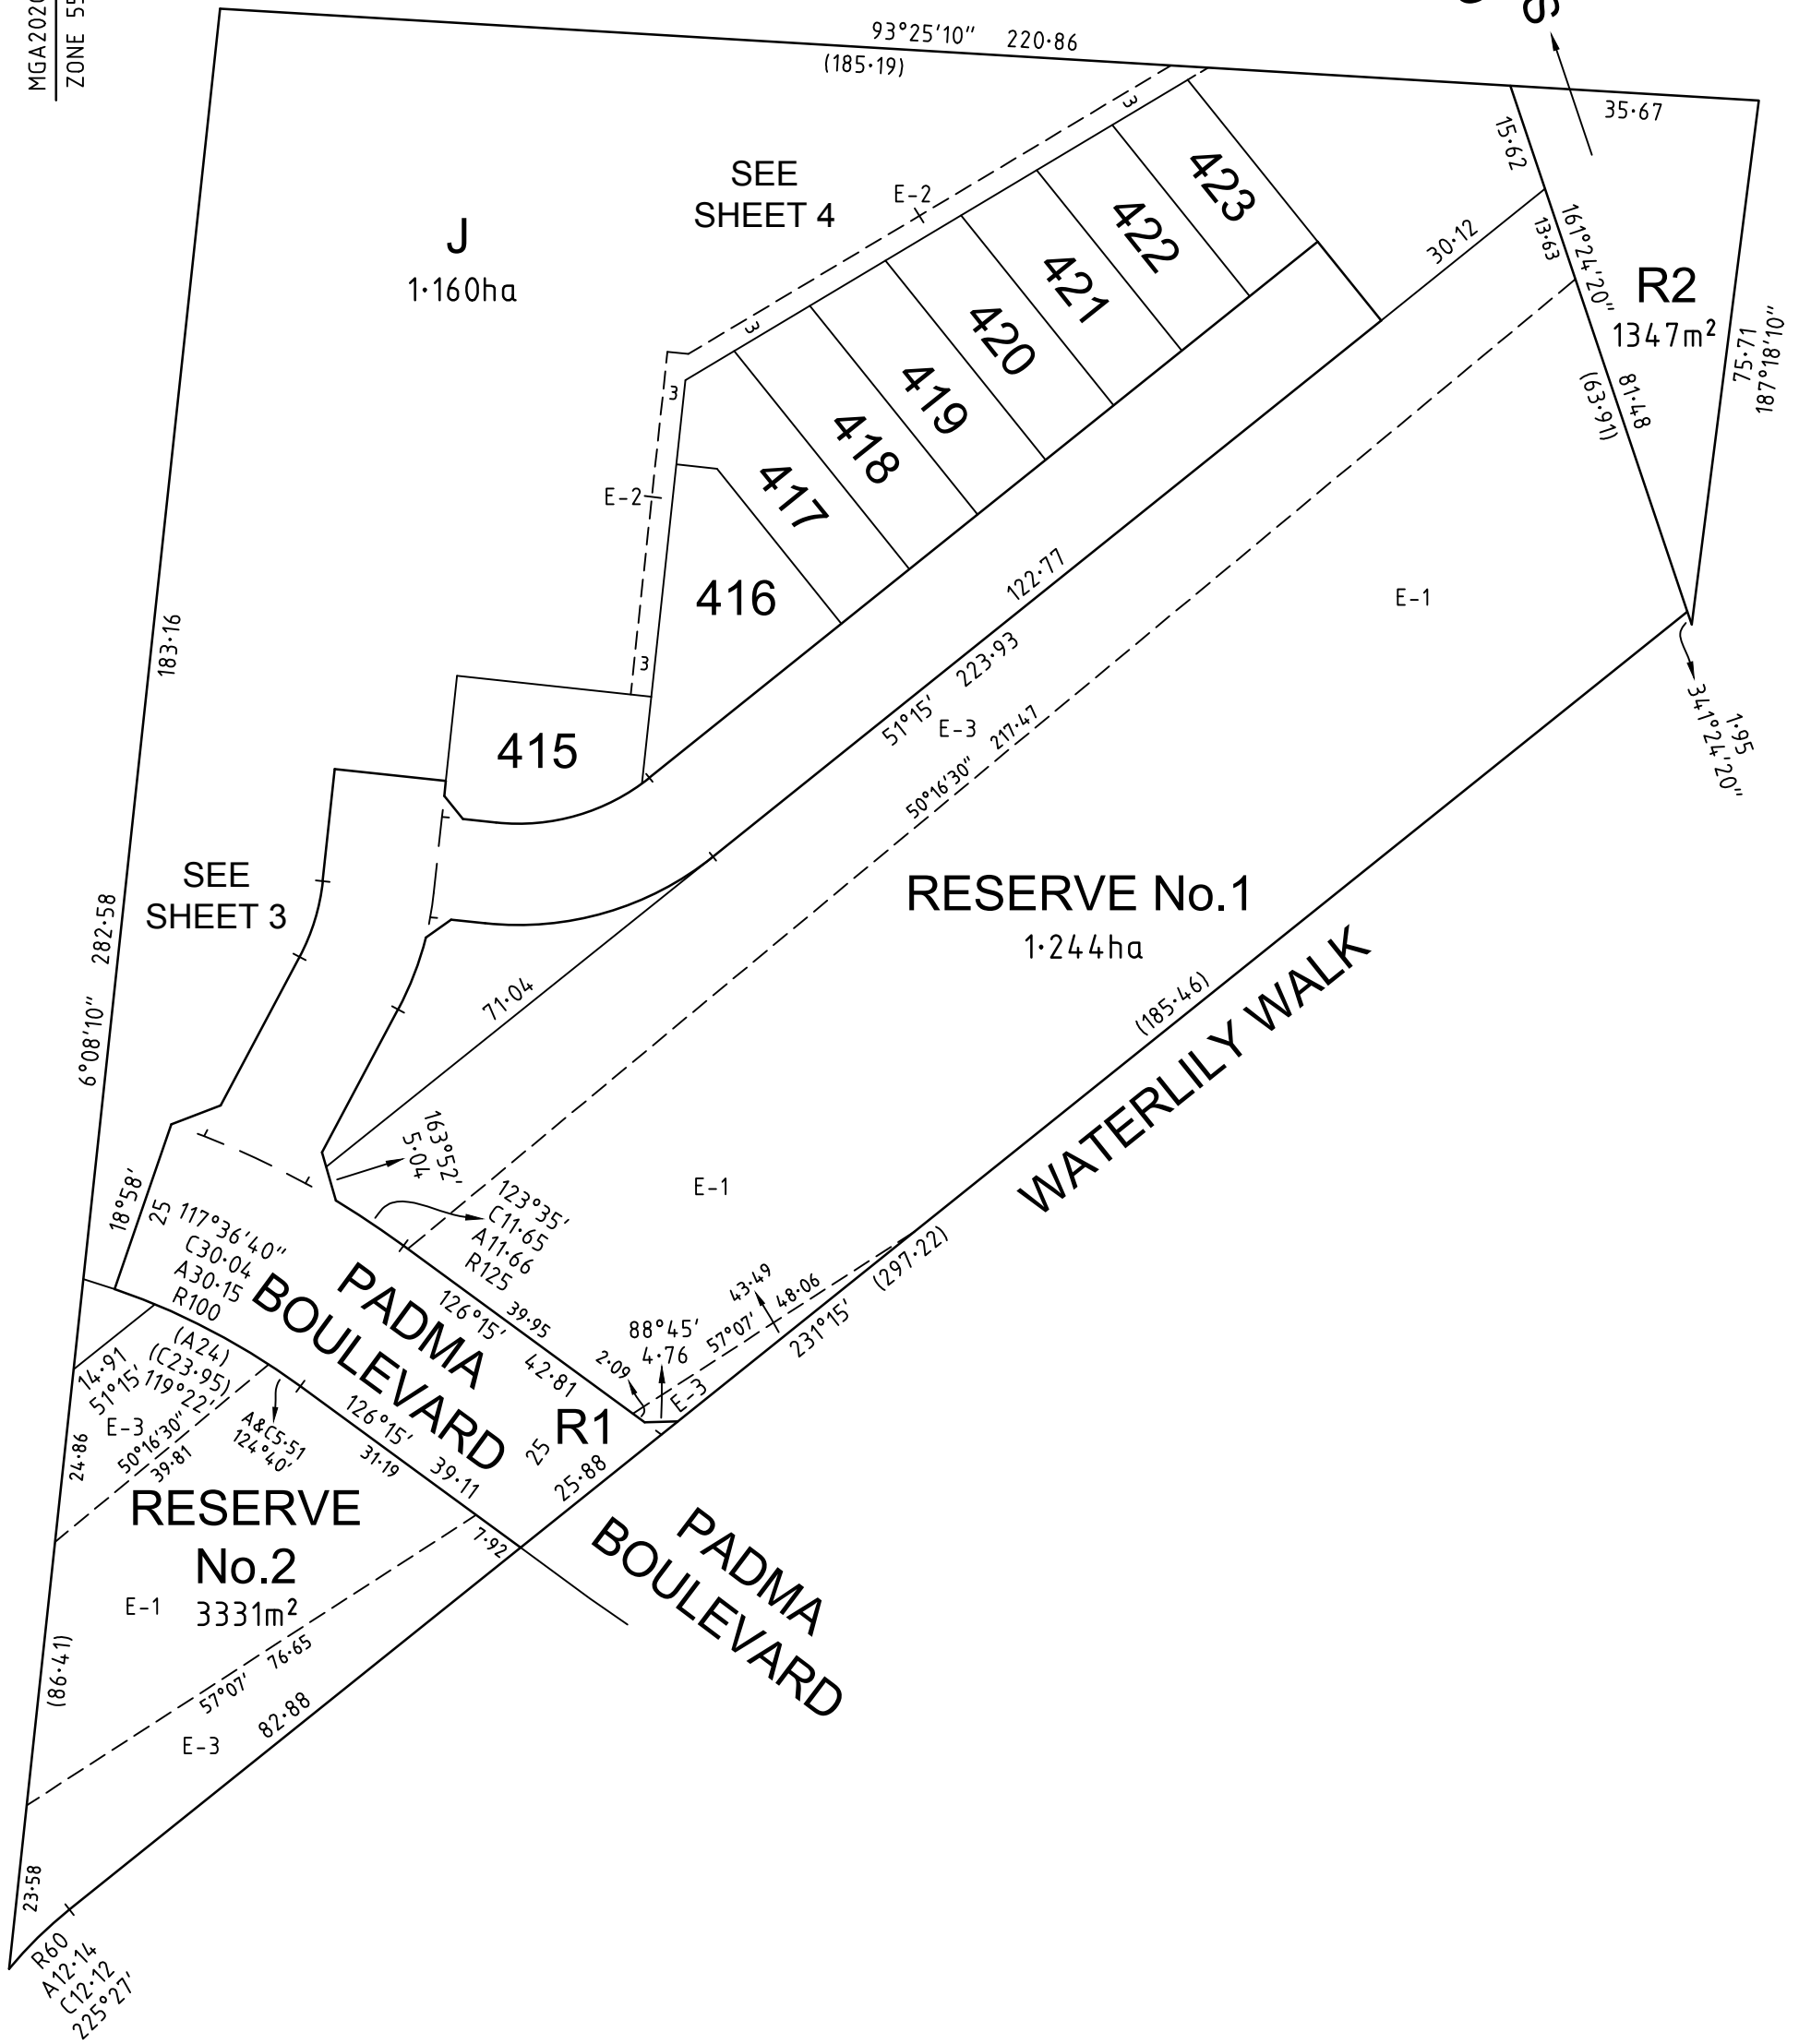 MGA2020
ZONE 55
93°25'10" 220·86
(185·19)
35·67
15·62
13·63
161°24'20"
R2
1347m²
75·71
187°18'10"
81·48
(63·91)
1·95
341°24'20"
SEE
SHEET 4
E-2
3
3
3
3
E-2
J
1·160ha
423
422
421
420
419
418
417
416
415
30·12
122·77
51°15' 223·93
E-3
50°16'30" 217·47
E-1
183·16
6°08'10" 282·58
SEE
SHEET 3
RESERVE No.1
1·244ha
(185·46)
WATERLILY WALK
71·04
163°52'
5·04
E-1
123°35'
C11·65
A11·66
R125
18°58'
25
117°36'40"
C30·04
A30·15
R100
PADMA
BOULEVARD
126°15' 39·95
42·81
2·09
88°45'
4·76
43·49
57°07' 48·06
E-3
231°15' (297·22)
(A24)
(C23·95)
119°22'
14·91
51°15'
E-3
50°16'30"
39·81
A&C5·51
124°40'
126°15'
31·19
39·11
R1
25
25·88
7·92
24·86
RESERVE
No.2
3331m²
E-1
PADMA
BOULEVARD
(86·41)
57°07' 76·65
82·88
E-3
23·58
R60
A12·14
C12·12
225°27'